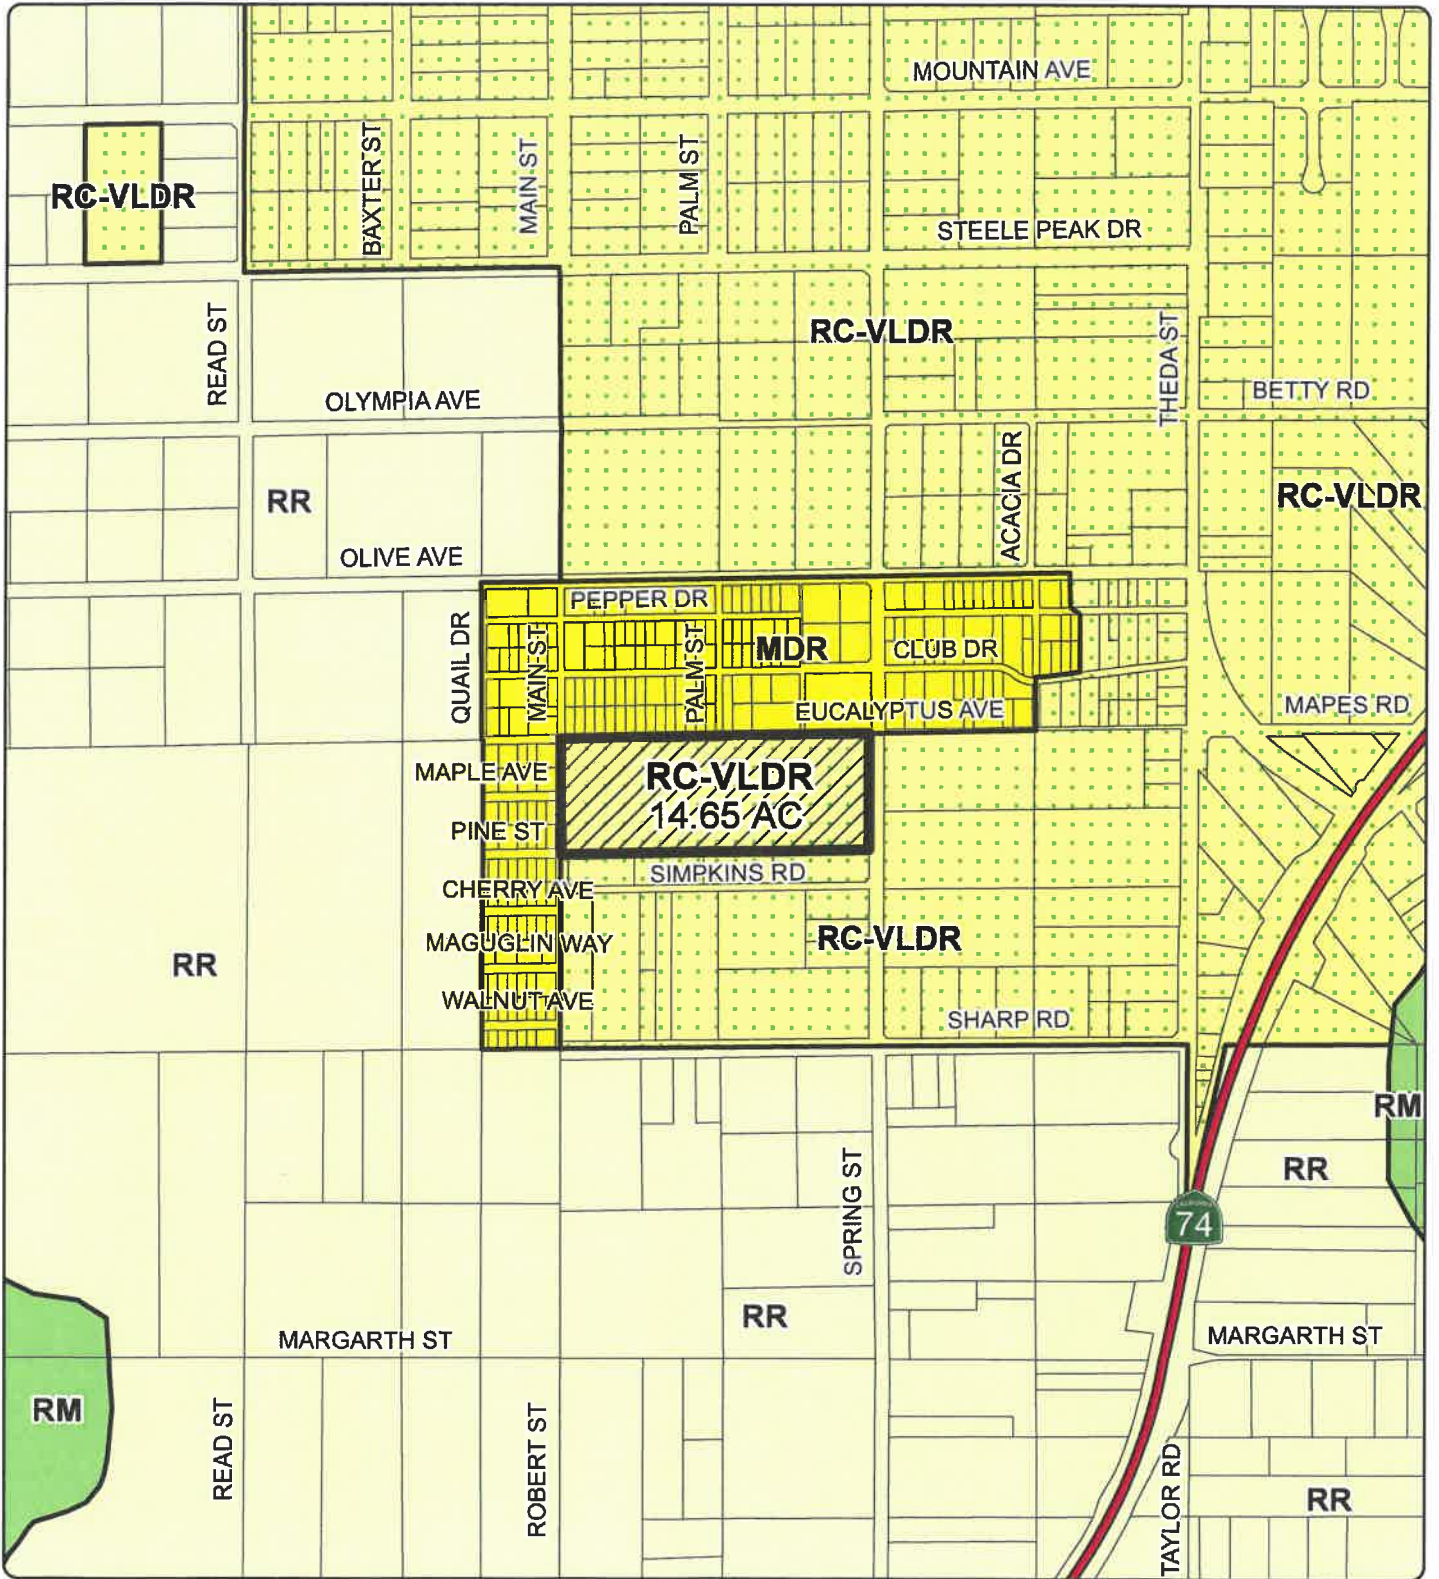 MOUNTAIN AVE
RC-VLDR
BAXTER ST
MAIN ST
PALM ST
STEELE PEAK DR
READ ST
RC-VLDR
THEDA ST
OLYMPIA AVE
BETTY RD
RR
ACACIA DR
RC-VLDR
OLIVE AVE
PEPPER DR
QUAIL DR
MAIN ST
PALM ST
MDR
CLUB DR
EUCALYPTUS AVE
MAPES RD
MAPLE AVE
RC-VLDR
14.65 AC
PINE ST
SIMPKINS RD
CHERRY AVE
MAGUGLIN WAY
RC-VLDR
RR
WALNUT AVE
SHARP RD
RM
RR
SPRING ST
74
RR
MARGARTH ST
MARGARTH ST
RM
READ ST
ROBERT ST
TAYLOR RD
RR